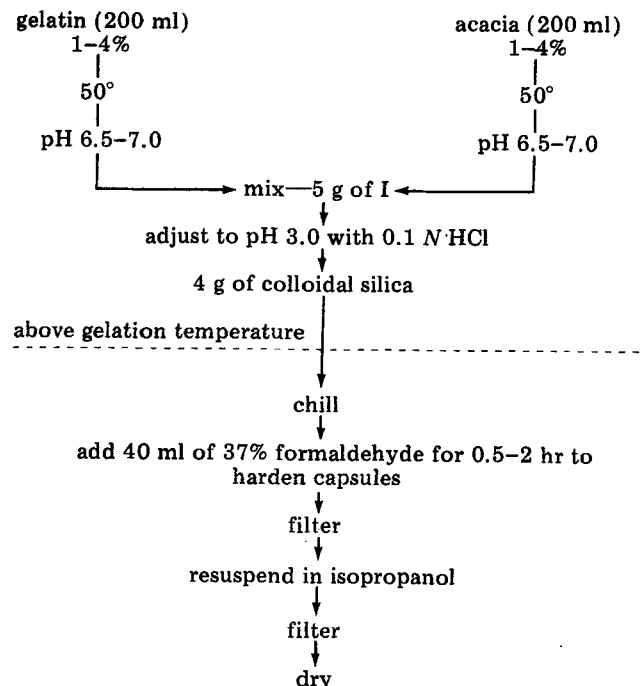 gelatin (200 ml)
1–4%
50°
pH 6.5–7.0
acacia (200 ml)
1–4%
50°
pH 6.5–7.0
mix—5 g of I
adjust to pH 3.0 with 0.1 N HCl
4 g of colloidal silica
above gelation temperature
chill
add 40 ml of 37% formaldehyde for 0.5–2 hr to
harden capsules
filter
resuspend in isopropanol
filter
dry